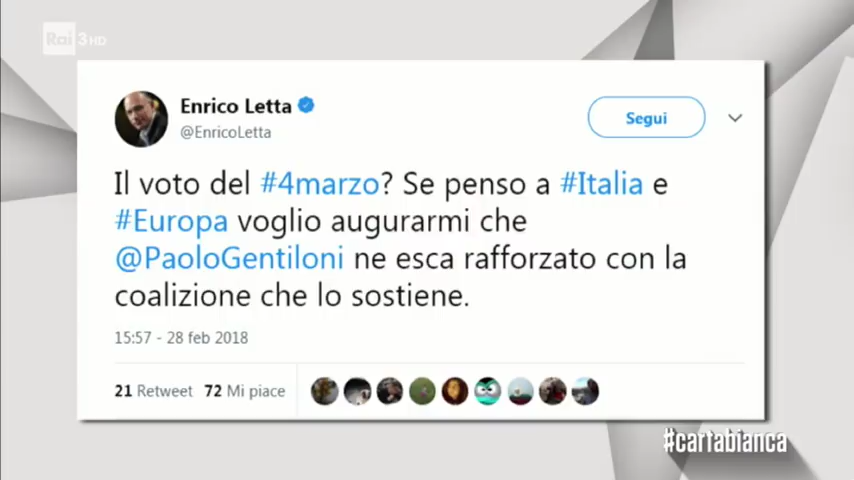 Rai 3 HD
Enrico Letta
@EnricoLetta
Segui
Il voto del #4marzo? Se penso a #Italia e
#Europa voglio augurarmi che
@PaoloGentiloni ne esca rafforzato con la
coalizione che lo sostiene.
15:57 - 28 feb 2018
21 Retweet 72 Mi piace
#cartabianca